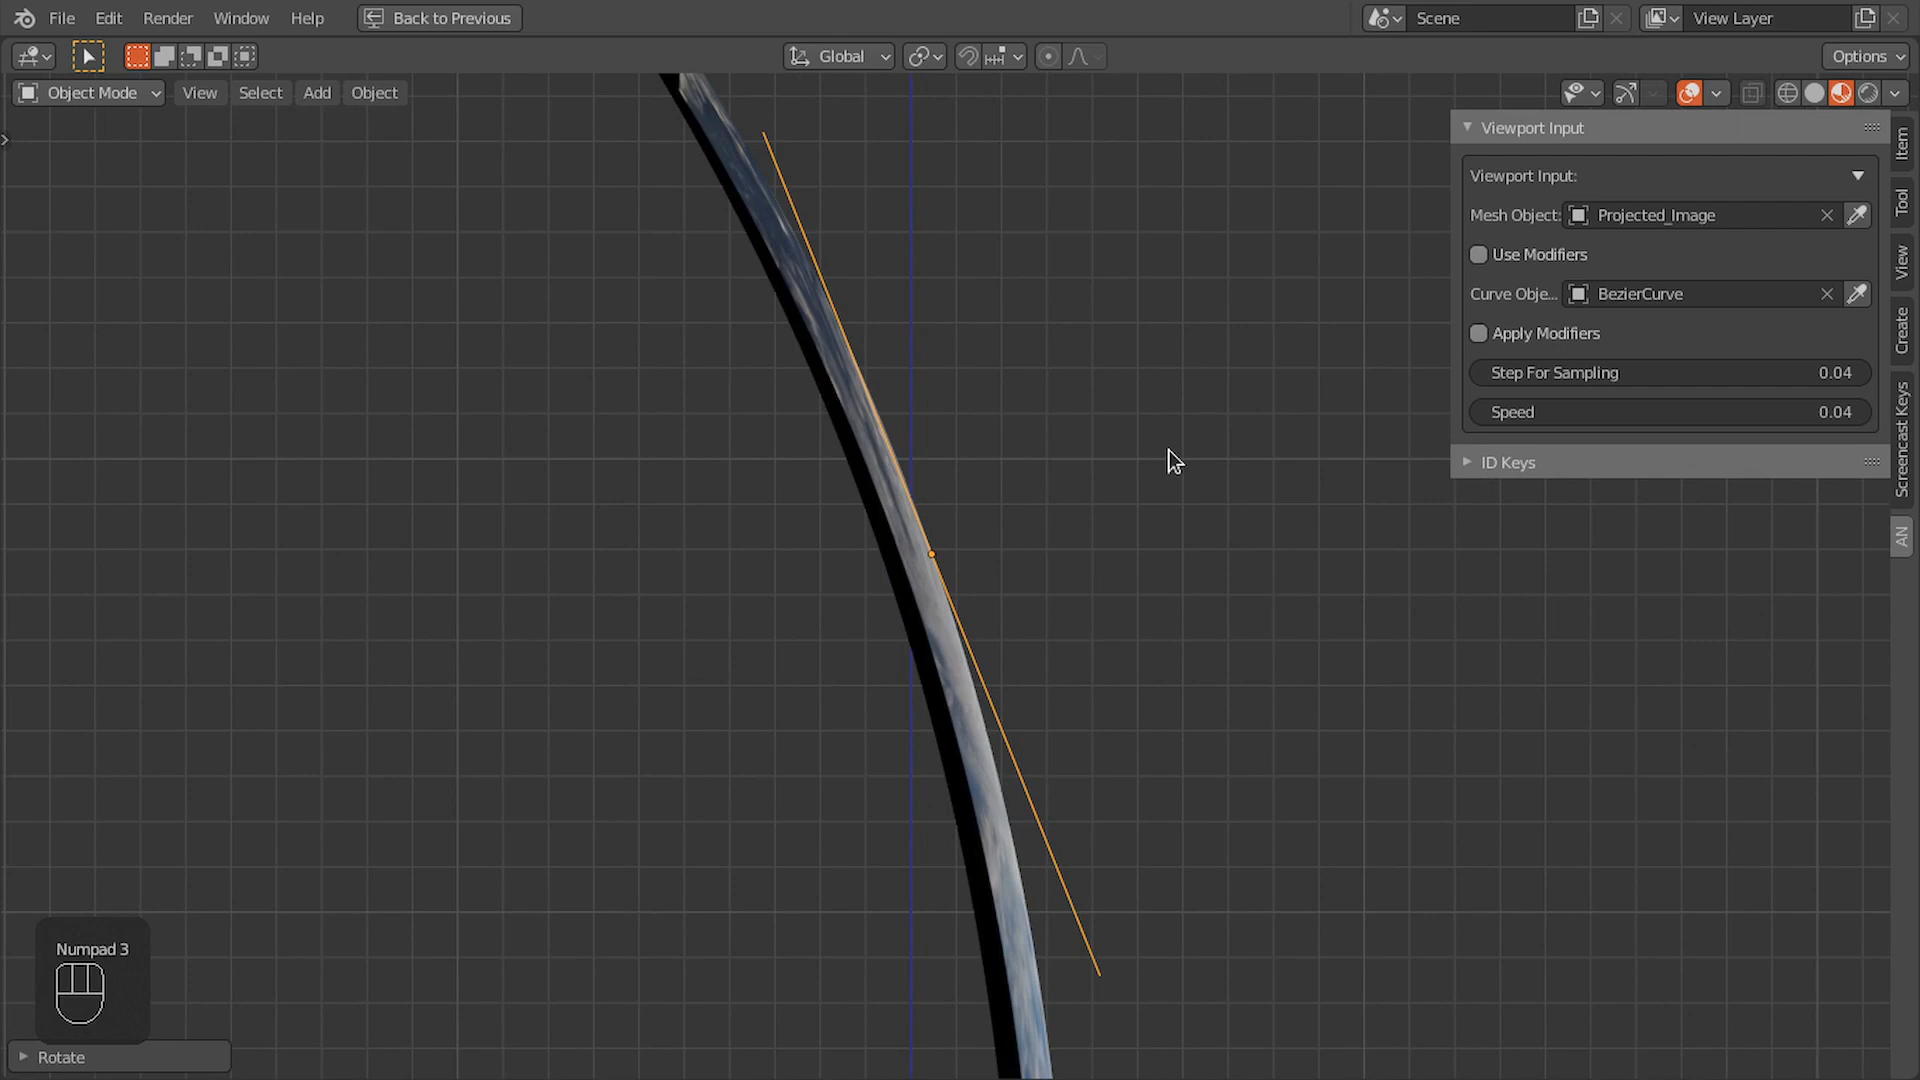 File Edit Render Window Help Back to Previous Scene View Layer
Global Options
Object Mode View Select Add Object
Viewport Input
Viewport Input:
Mesh Object: Projected_Image
Use Modifiers
Curve Obje... BezierCurve
Apply Modifiers
Step For Sampling 0.04
Speed 0.04
ID Keys
Item
Tool
View
Create
Screencast Keys
AN
Numpad 3
Rotate